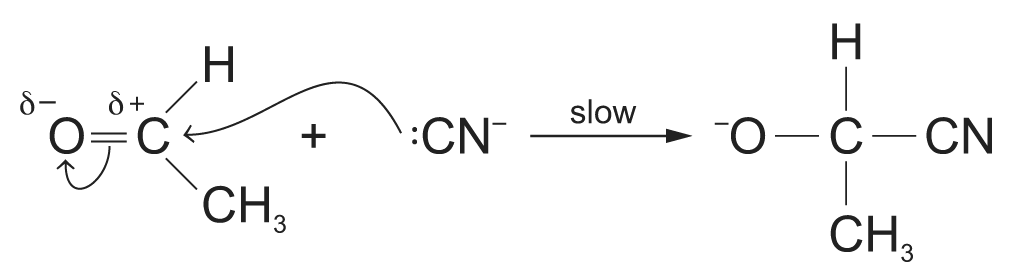 H H
δ− δ+ slow
O=C + :CN⁻ ⁻O—C—CN
CH₃ CH₃